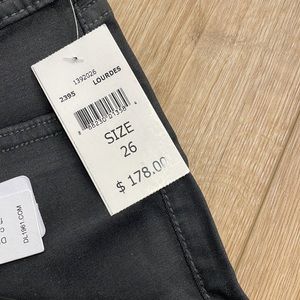 1392026
2395 LOURDES
SIZE
26
$ 178.00
DL1961.COM